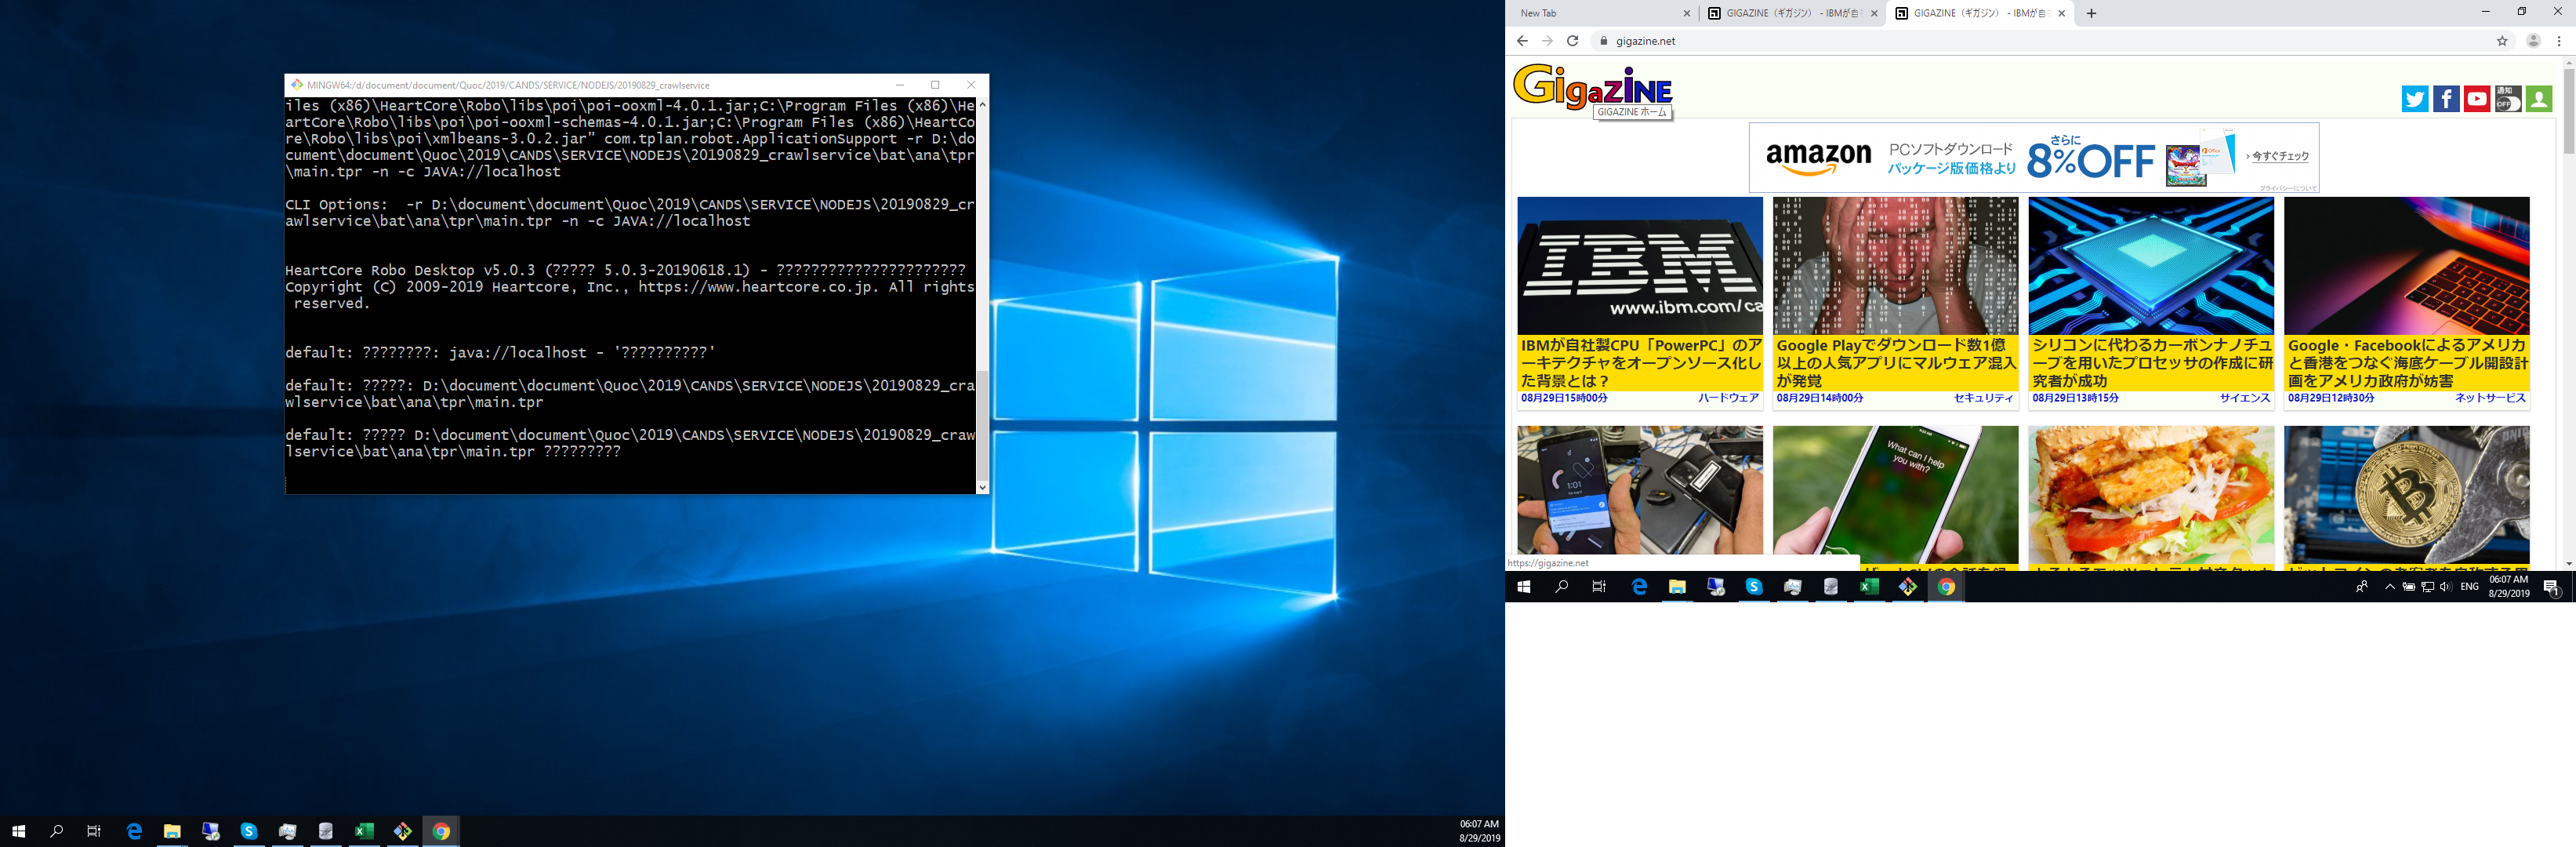 MINGW64:/d/document/document/Quoc/2019/CANDS/SERVICE/NODEJS/20190829_crawlservice
iles (x86)\HeartCore\Robo\libs\poi\poi-ooxml-4.0.1.jar;C:\Program Files (x86)\He
artCore\Robo\libs\poi\poi-ooxml-schemas-4.0.1.jar;C:\Program Files (x86)\HeartCo
re\Robo\libs\poi\xmlbeans-3.0.2.jar" com.tplan.robot.ApplicationSupport -r D:\do
cument\document\Quoc\2019\CANDS\SERVICE\NODEJS\20190829_crawlservice\bat\ana\tpr
\main.tpr -n -c JAVA://localhost
CLI Options:  -r D:\document\document\Quoc\2019\CANDS\SERVICE\NODEJS\20190829_cr
awlservice\bat\ana\tpr\main.tpr -n -c JAVA://localhost
HeartCore Robo Desktop v5.0.3 (????? 5.0.3-20190618.1) - ??????????????????????
Copyright (C) 2009-2019 Heartcore, Inc., https://www.heartcore.co.jp. All rights
 reserved.
default: ????????: java://localhost - '??????????'
default: ?????: D:\document\document\Quoc\2019\CANDS\SERVICE\NODEJS\20190829_cra
wlservice\bat\ana\tpr\main.tpr
default: ????? D:\document\document\Quoc\2019\CANDS\SERVICE\NODEJS\20190829_craw
lservice\bat\ana\tpr\main.tpr ?????????
06:07 AM
8/29/2019
New Tab
GIGAZINE（ギガジン） - IBMが自
GIGAZINE（ギガジン） - IBMが自
gigazine.net
GigaZiNE
GIGAZINE ホーム
通知
OFF
amazon
PCソフトダウンロード
パッケージ版価格より
さらに
8%OFF
› 今すぐチェック
プライバシーについて
IBM
www.ibm.com/ca
IBMが自社製CPU「PowerPC」のア
ーキテクチャをオープンソース化し
た背景とは？
08月29日15時00分 ハードウェア
Google Playでダウンロード数1億
以上の人気アプリにマルウェア混入
が発覚
08月29日14時00分 セキュリティ
シリコンに代わるカーボンナノチュ
ーブを用いたプロセッサの作成に研
究者が成功
08月29日13時15分 サイエンス
Google・Facebookによるアメリカ
と香港をつなぐ海底ケーブル開設計
画をアメリカ政府が妨害
08月29日12時30分 ネットサービス
1:01
What can I help
you with?
https://gigazine.net
ENG
06:07 AM
8/29/2019
1